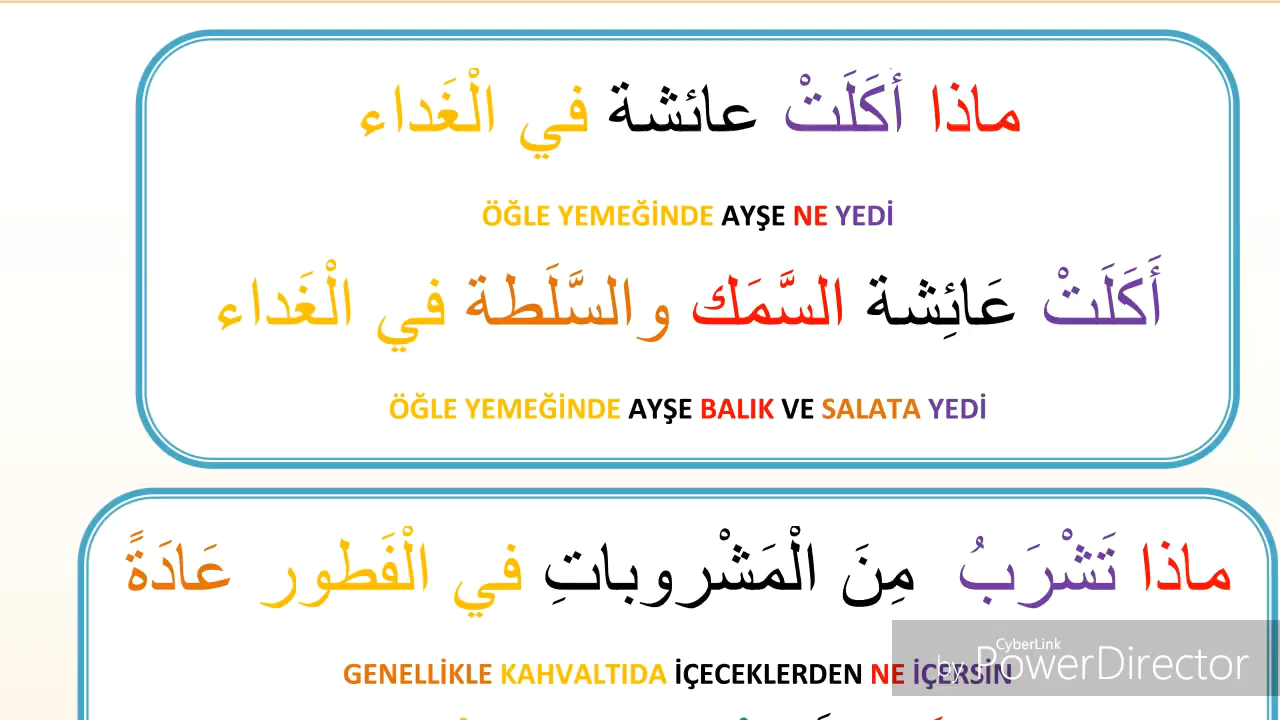 ماذا أَكَلَتْ عائشة في الْغَداء
ÖĞLE YEMEĞİNDE AYŞE NE YEDİ
أَكَلَتْ عَائِشة السَّمَك والسَّلَطة في الْغَداء
ÖĞLE YEMEĞİNDE AYŞE BALIK VE SALATA YEDİ
ماذا تَشْرَبُ مِنَ الْمَشْروباتِ في الْفَطور عَادَةً
GENELLİKLE KAHVALTIDA İÇECEKLERDEN NE İÇERSİN
CyberLink
by PowerDirector